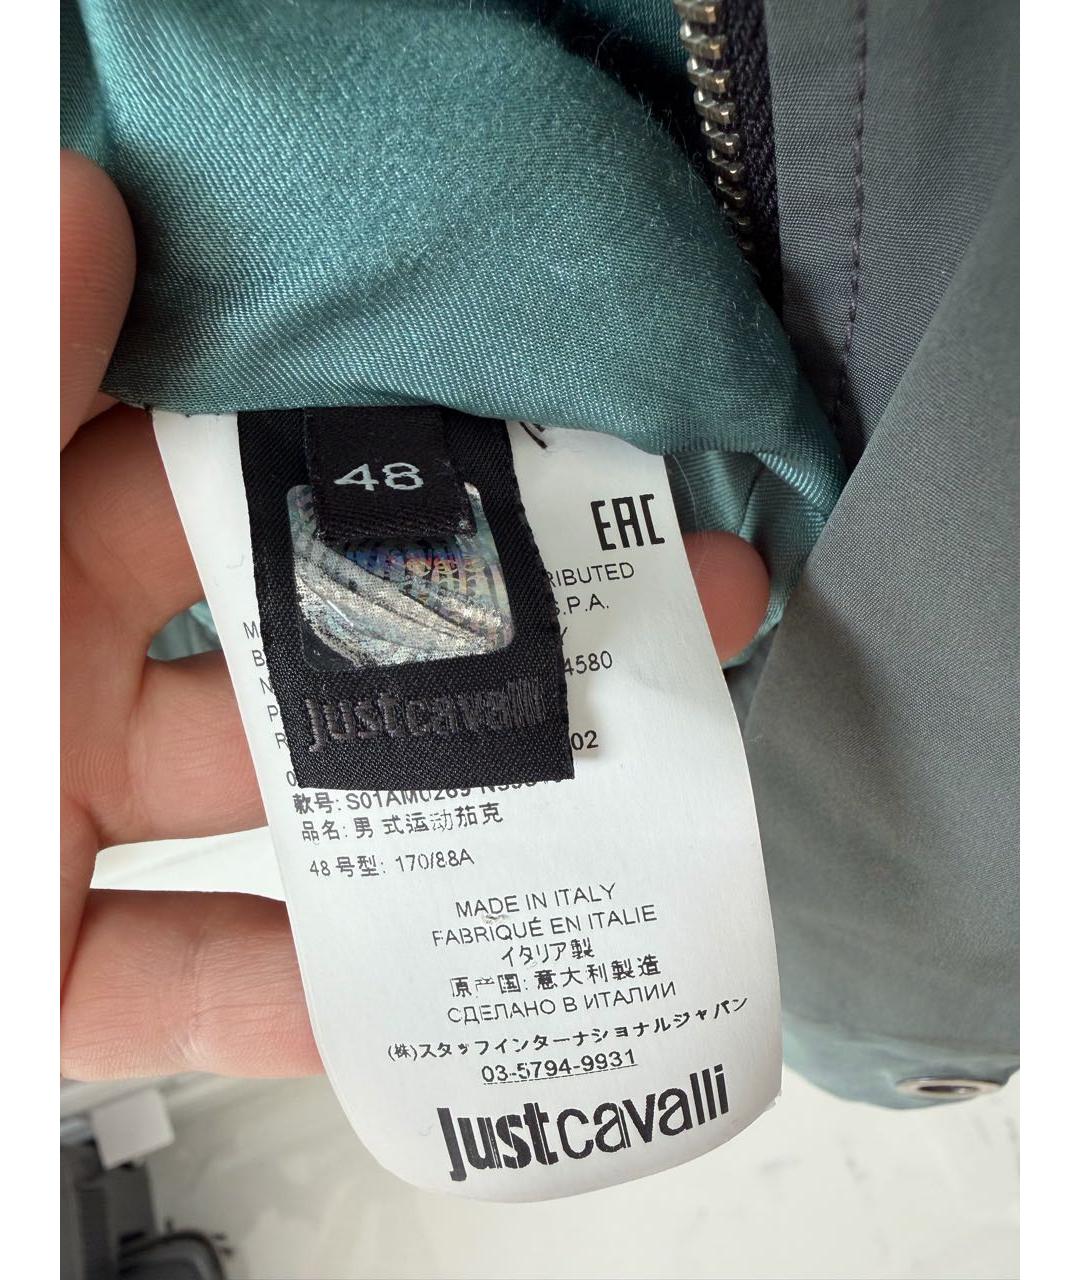 48
EAC
RIBUTED
S.P.A.
Y
4580
justcavalli
02
款号: S01AM0289
品名: 男式运动茄克
48号型: 170/88A
MADE IN ITALY
FABRIQUÉ EN ITALIE
イタリア製
原产国: 意大利製造
СДЕЛАНО В ИТАЛИИ
(株)スタッフインターナショナルジャパン
03-5794-9931
justcavalli